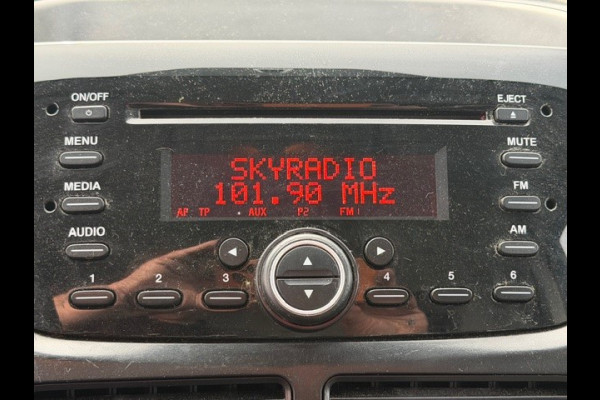 ON/OFF EJECT
MENU MUTE
SKYRADIO
MEDIA 101.90 MHz FM
AF TP AUX P2 FM1
AUDIO AM
1 2 3 4 5 6